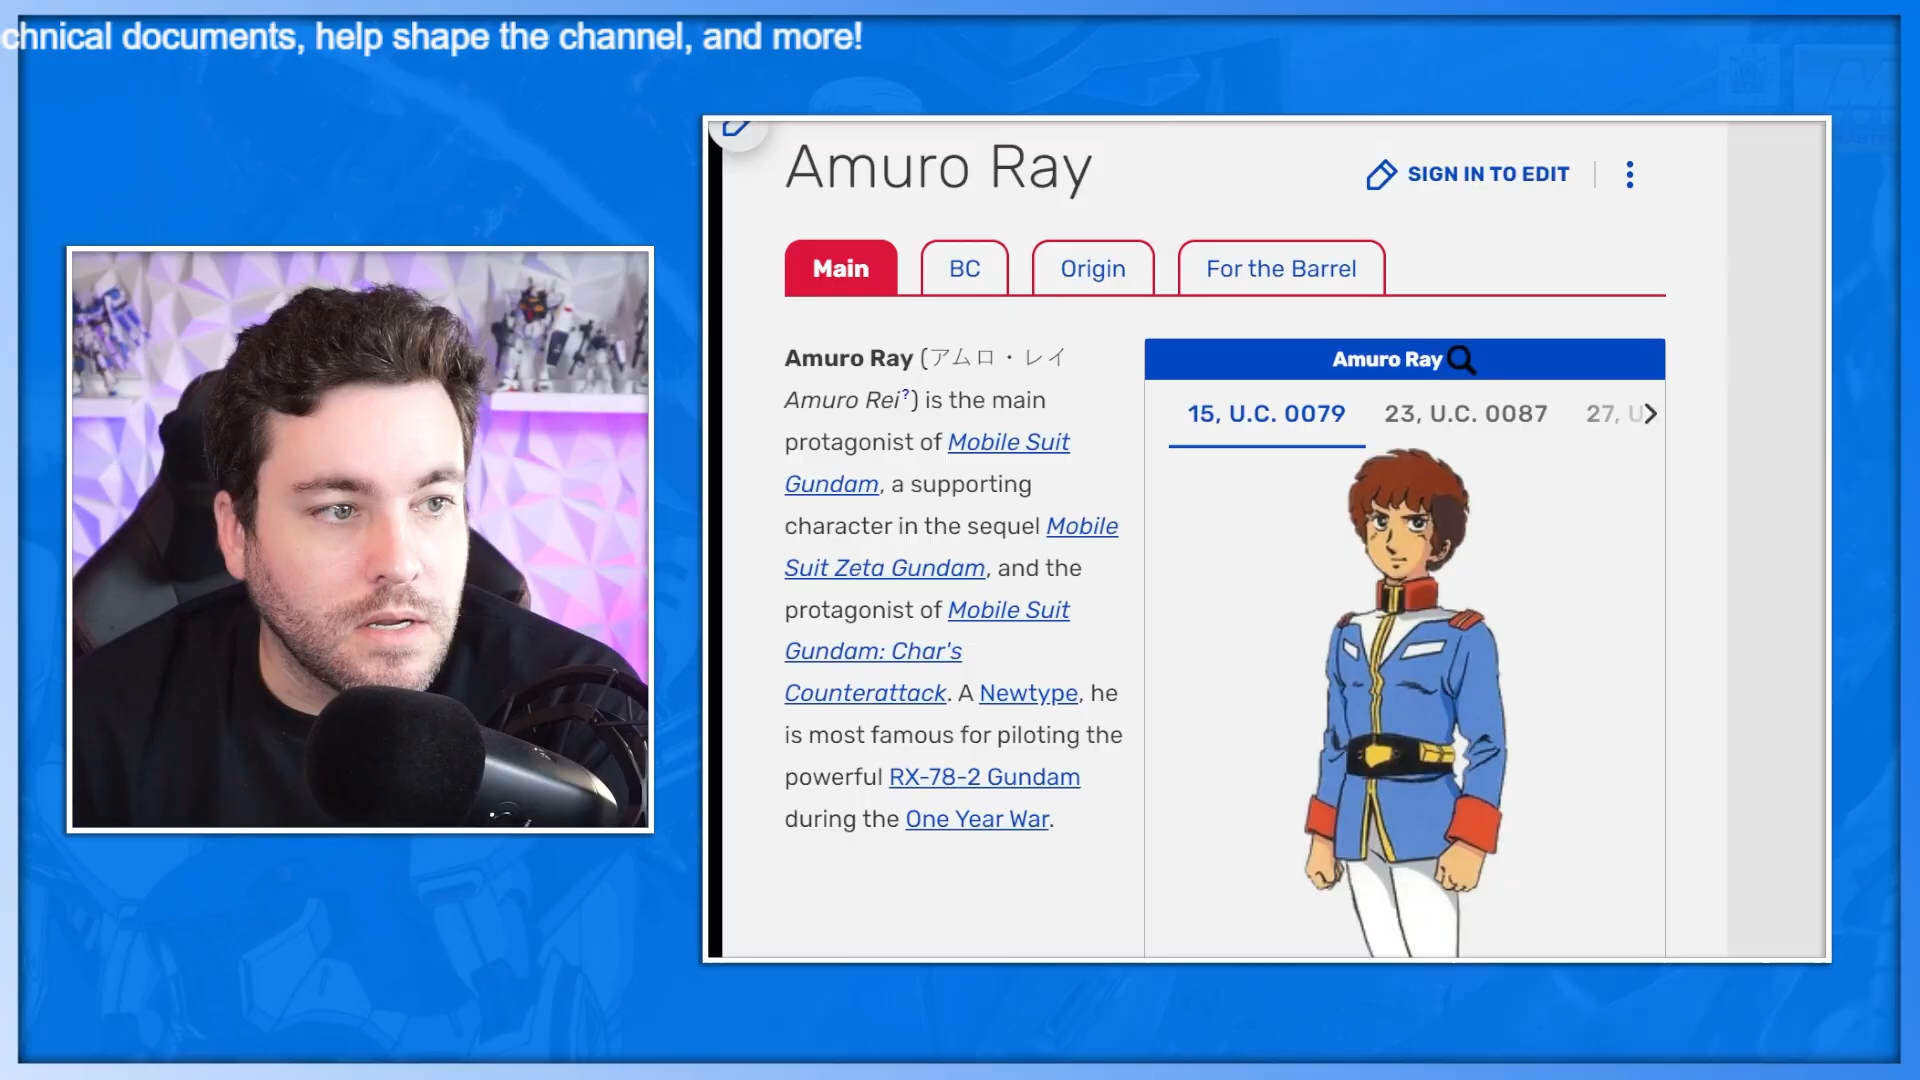 chnical documents, help shape the channel, and more!
Amuro Ray
SIGN IN TO EDIT
Main
BC
Origin
For the Barrel
Amuro Ray (アムロ・レイ
Amuro Rei?) is the main
protagonist of Mobile Suit
Gundam, a supporting
character in the sequel Mobile
Suit Zeta Gundam, and the
protagonist of Mobile Suit
Gundam: Char's
Counterattack. A Newtype, he
is most famous for piloting the
powerful RX-78-2 Gundam
during the One Year War.
Amuro Ray
15, U.C. 0079
23, U.C. 0087
27, U